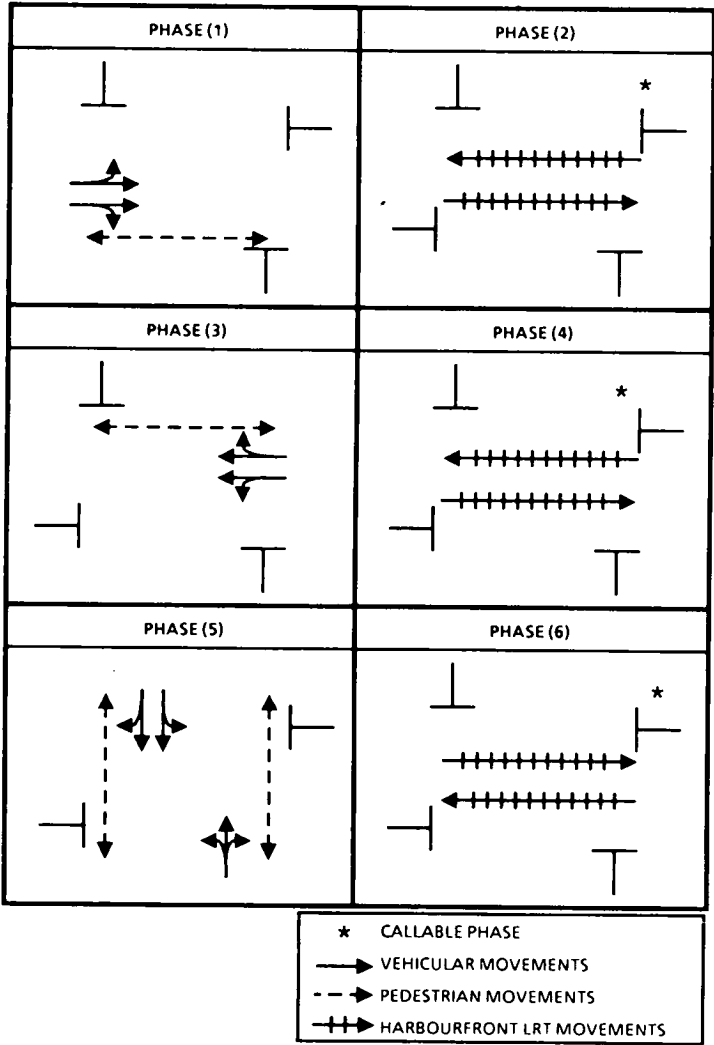 PHASE (1)
PHASE (2)
*
PHASE (3)
PHASE (4)
*
PHASE (5)
PHASE (6)
*
* CALLABLE PHASE
VEHICULAR MOVEMENTS
PEDESTRIAN MOVEMENTS
HARBOURFRONT LRT MOVEMENTS